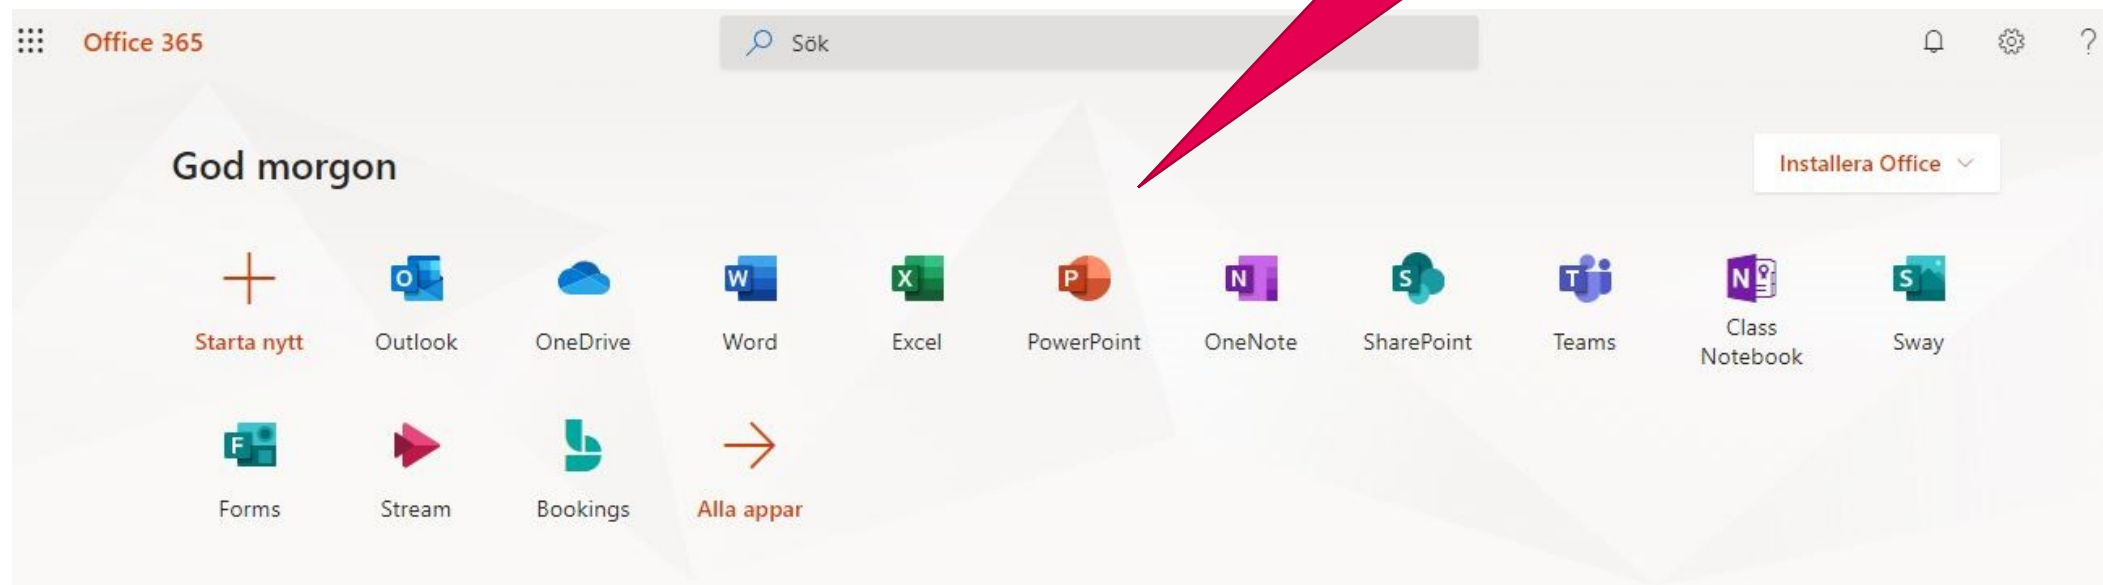 Office 365
Sök
?
God morgon
Installera Office
Starta nytt
Outlook
OneDrive
Word
Excel
PowerPoint
OneNote
SharePoint
Teams
Class
Notebook
Sway
Forms
Stream
Bookings
Alla appar